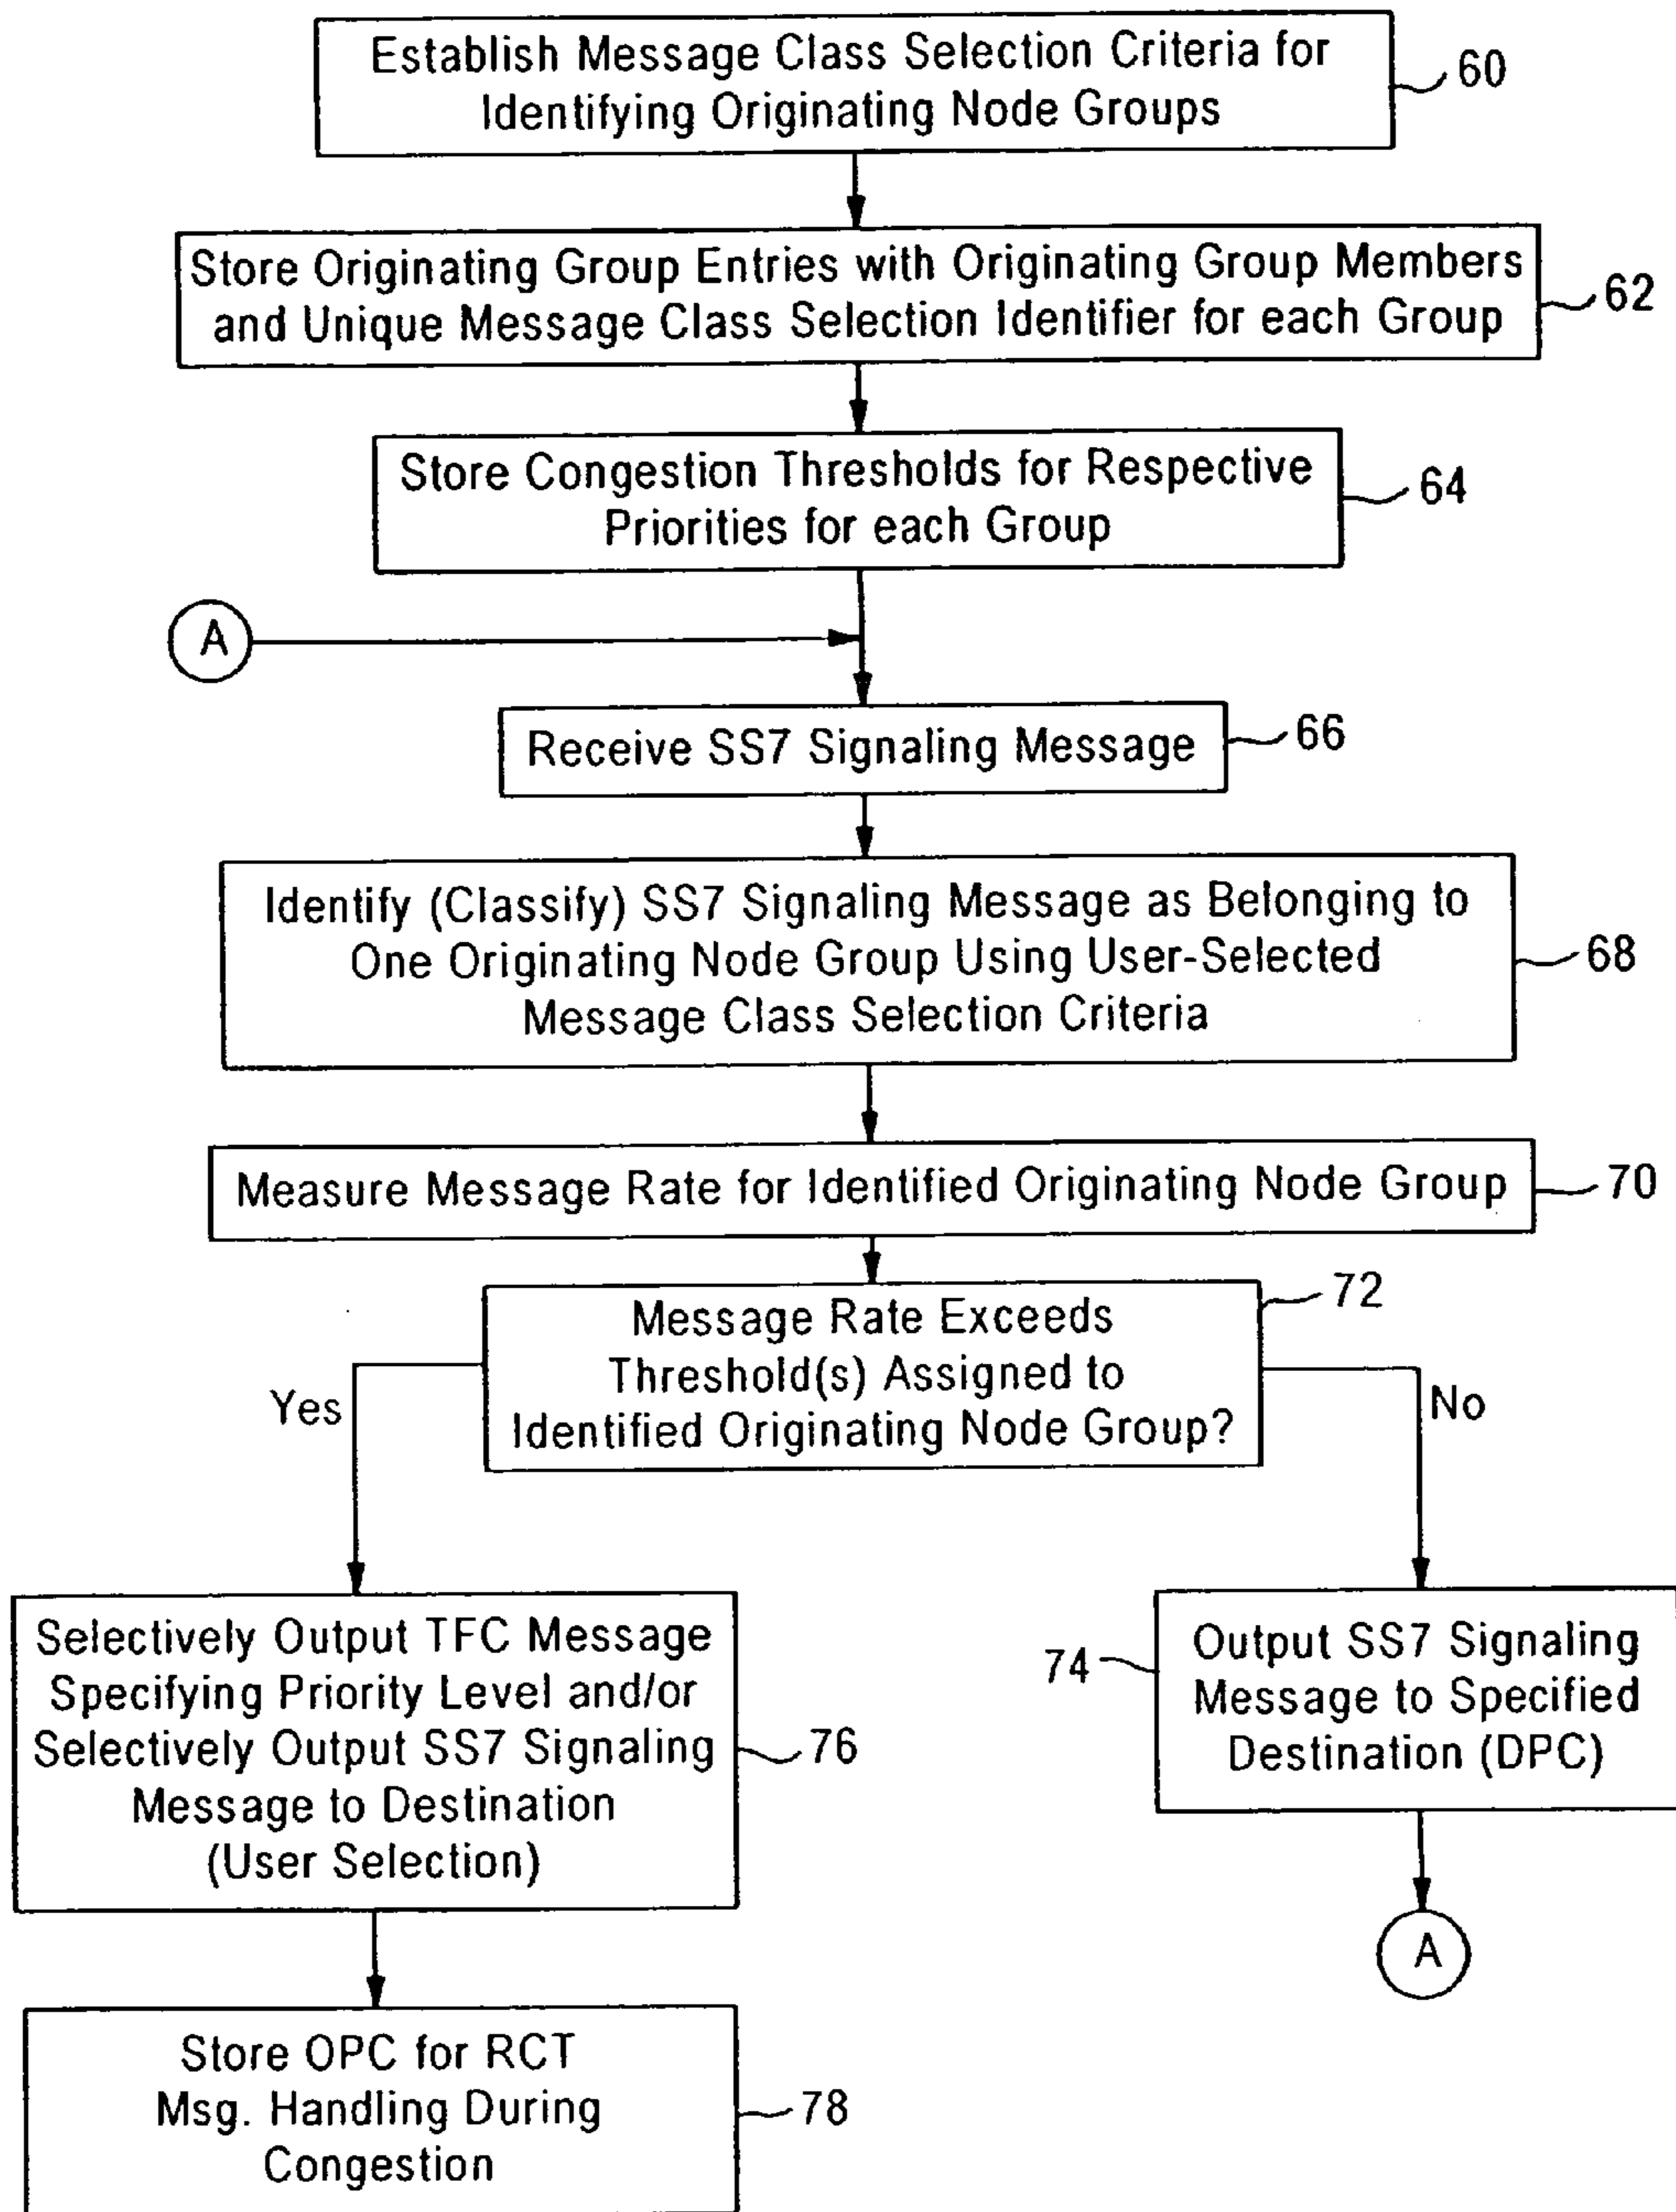 Establish Message Class Selection Criteria for
Identifying Originating Node Groups
60
Store Originating Group Entries with Originating Group Members
and Unique Message Class Selection Identifier for each Group
62
Store Congestion Thresholds for Respective
Priorities for each Group
64
A
Receive SS7 Signaling Message
66
Identify (Classify) SS7 Signaling Message as Belonging to
One Originating Node Group Using User-Selected
Message Class Selection Criteria
68
Measure Message Rate for Identified Originating Node Group
70
Message Rate Exceeds
Threshold(s) Assigned to
Identified Originating Node Group?
72
Yes
No
Selectively Output TFC Message
Specifying Priority Level and/or
Selectively Output SS7 Signaling
Message to Destination
(User Selection)
76
74
Output SS7 Signaling
Message to Specified
Destination (DPC)
A
Store OPC for RCT
Msg. Handling During
Congestion
78